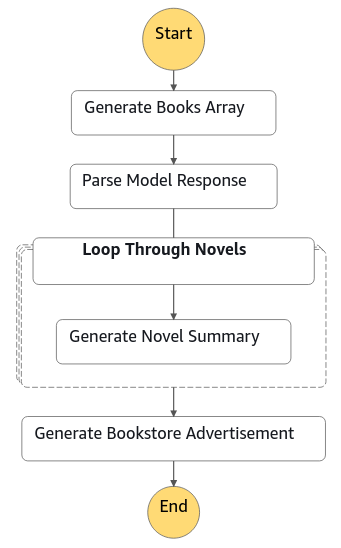 Start
Generate Books Array
Parse Model Response
Loop Through Novels
Generate Novel Summary
Generate Bookstore Advertisement
End